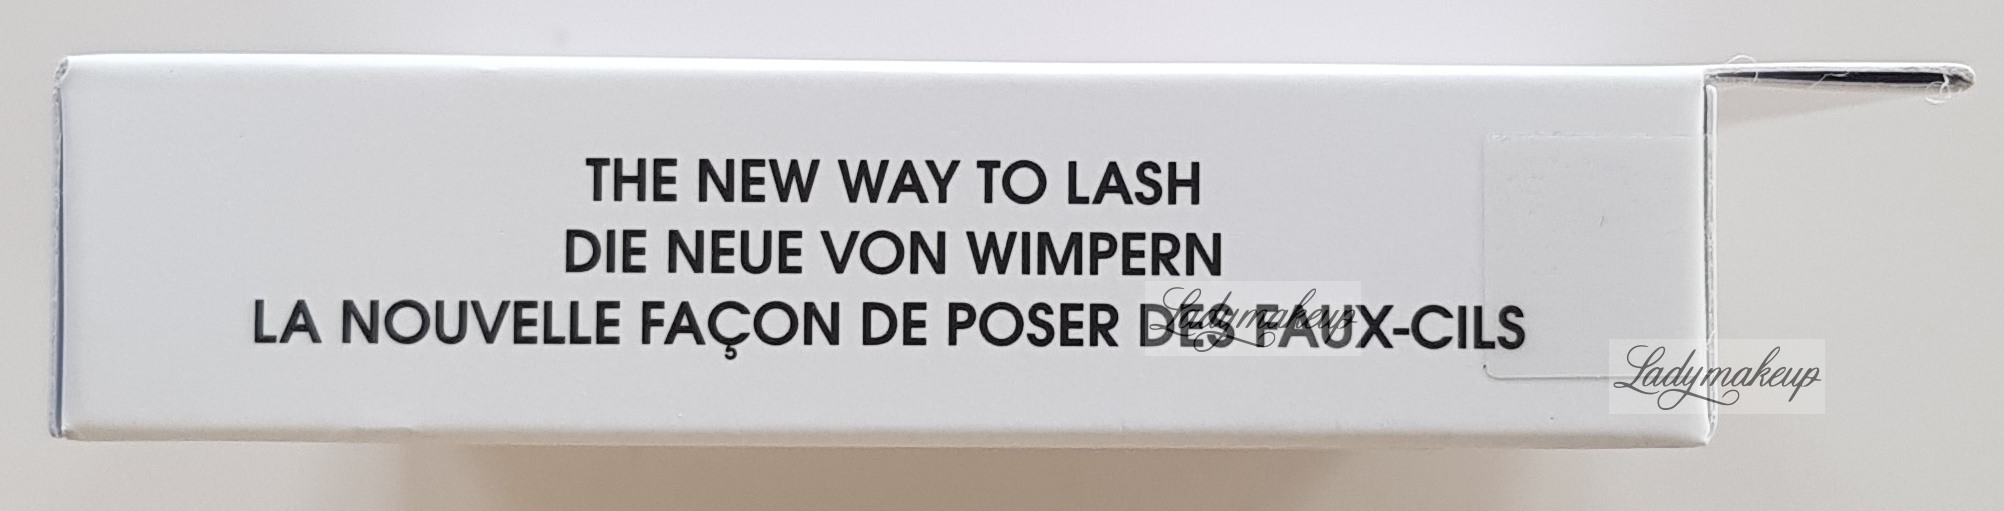 THE NEW WAY TO LASH
DIE NEUE VON WIMPERN
LA NOUVELLE FAÇON DE POSER DES FAUX-CILS
Ladymakeup
Ladymakeup